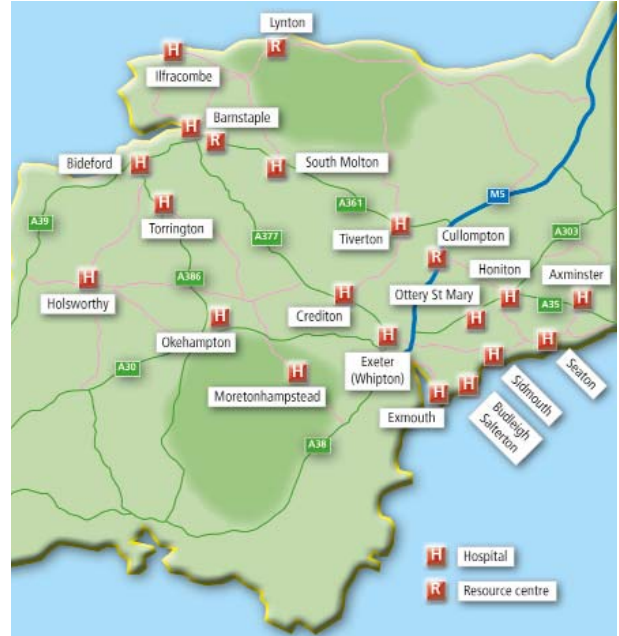 Lynton
H
R
Ilfracombe
Barnstaple
H
R
Bideford
H
H
South Molton
M5
A39
H
Torrington
A361
H
Tiverton
Cullompton
A377
A303
R
Honiton
Axminster
A386
H
Holsworthy
H
Crediton
Ottery St Mary
H
A35
H
H
Okehampton
H
H
Exeter
(Whipton)
H
Seaton
A30
H
Moretonhampstead
H
Sidmouth
H
Exmouth
H
Budleigh
Salterton
A38
H Hospital
R Resource centre